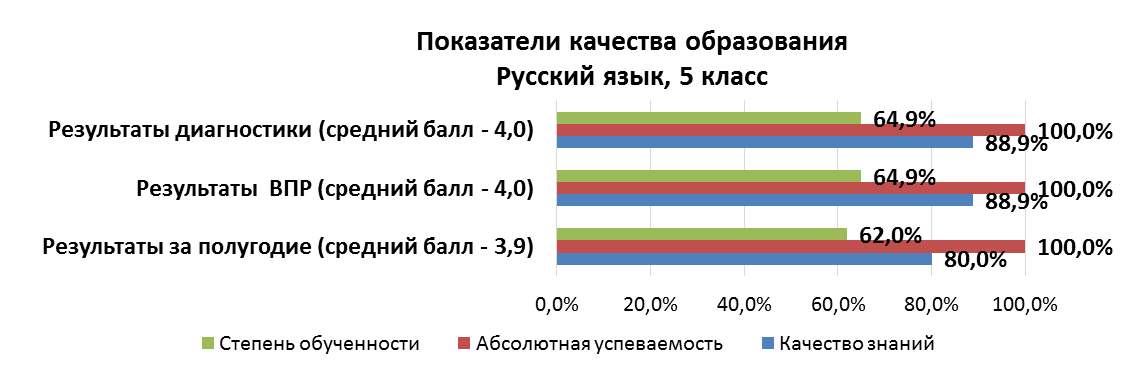 Показатели качества образования
Русский язык, 5 класс
Результаты диагностики (средний балл - 4,0)
64,9%
100,0%
88,9%
Результаты ВПР (средний балл - 4,0)
64,9%
100,0%
88,9%
Результаты за полугодие (средний балл - 3,9)
62,0%
100,0%
80,0%
0,0% 20,0% 40,0% 60,0% 80,0% 100,0%
Степень обученности Абсолютная успеваемость Качество знаний